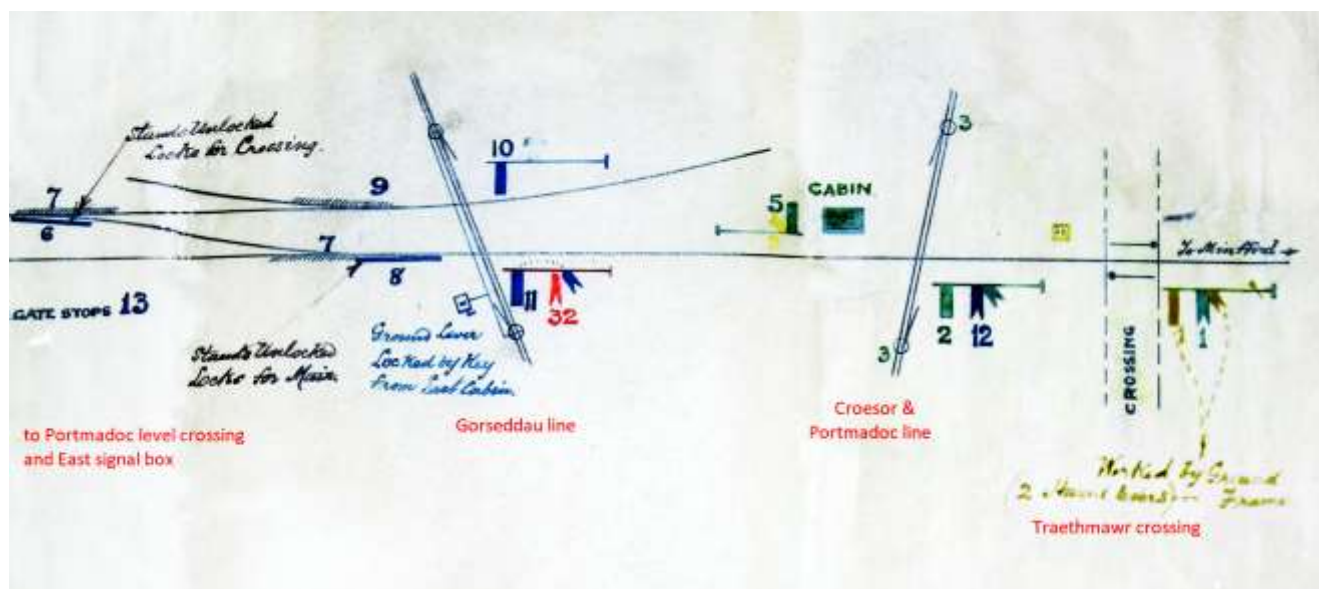 Stands Unlocked
Locks for Crossing.
7
6
9
10
5
CABIN
3
7
8
11
32
To Minffordd
GATE STOPS 13
Stands Unlocked
Locks for Main.
Ground Lever
Locked by Key
From East Cabin.
3
2
12
1
CROSSING
to Portmadoc level crossing
and East signal box
Gorseddau line
Croesor &
Portmadoc line
Worked by Ground
2 Frame
Traethmawr crossing